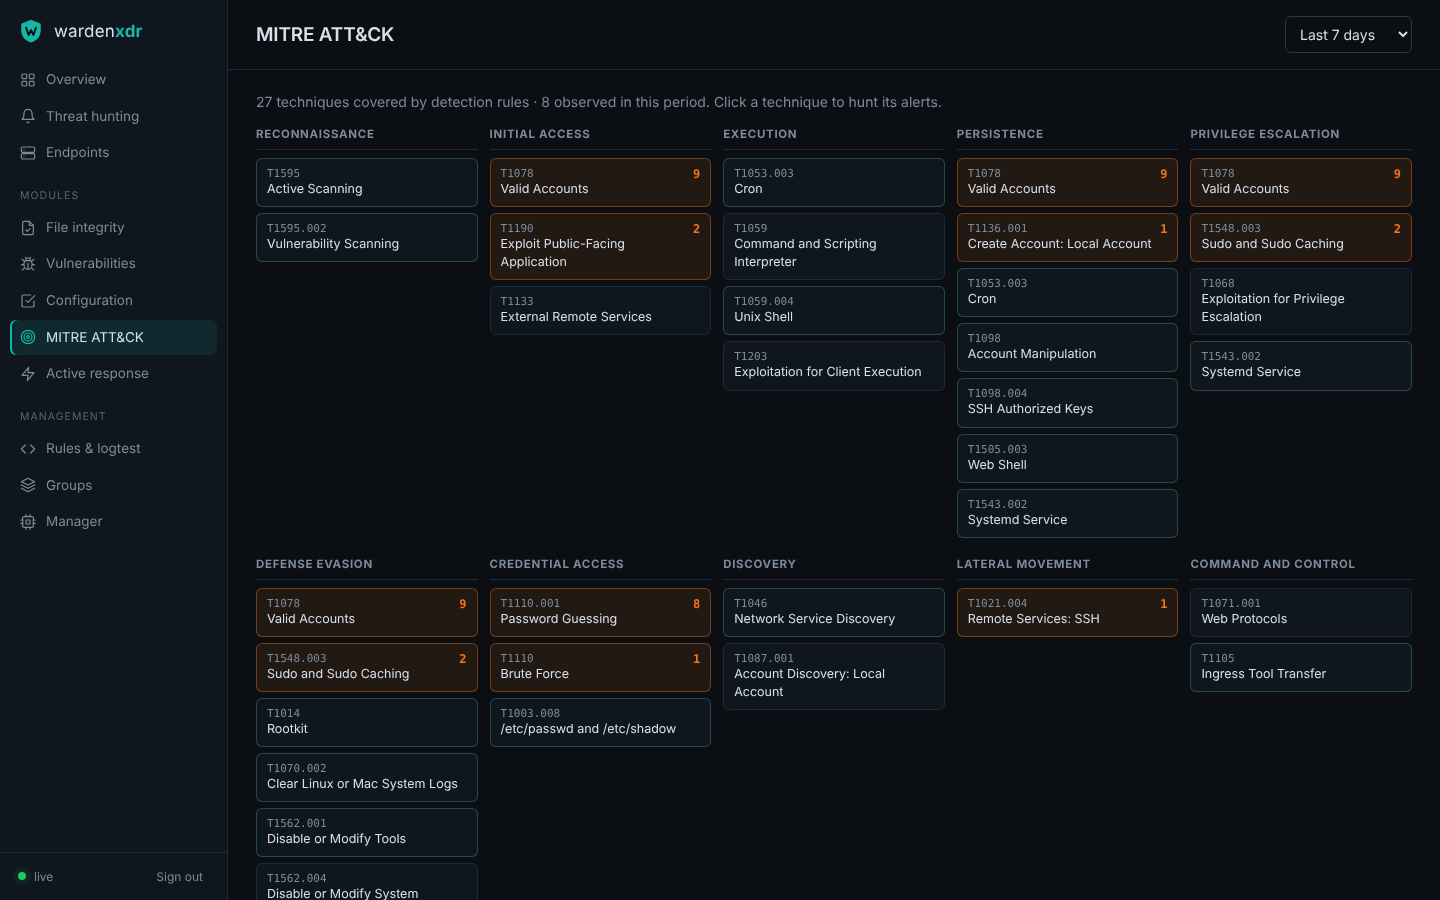 wardenxdr
Overview
Threat hunting
Endpoints
MODULES
File integrity
Vulnerabilities
Configuration
MITRE ATT&CK
Active response
MANAGEMENT
Rules & logtest
Groups
Manager
live
Sign out
MITRE ATT&CK
Last 7 days
27 techniques covered by detection rules · 8 observed in this period. Click a technique to hunt its alerts.
RECONNAISSANCE
T1595
Active Scanning
T1595.002
Vulnerability Scanning
INITIAL ACCESS
T1078
9
Valid Accounts
T1190
2
Exploit Public-Facing
Application
T1133
External Remote Services
EXECUTION
T1053.003
Cron
T1059
Command and Scripting
Interpreter
T1059.004
Unix Shell
T1203
Exploitation for Client Execution
PERSISTENCE
T1078
9
Valid Accounts
T1136.001
1
Create Account: Local Account
T1053.003
Cron
T1098
Account Manipulation
T1098.004
SSH Authorized Keys
T1505.003
Web Shell
T1543.002
Systemd Service
PRIVILEGE ESCALATION
T1078
9
Valid Accounts
T1548.003
2
Sudo and Sudo Caching
T1068
Exploitation for Privilege
Escalation
T1543.002
Systemd Service
DEFENSE EVASION
T1078
9
Valid Accounts
T1548.003
2
Sudo and Sudo Caching
T1014
Rootkit
T1070.002
Clear Linux or Mac System Logs
T1562.001
Disable or Modify Tools
T1562.004
Disable or Modify System
CREDENTIAL ACCESS
T1110.001
8
Password Guessing
T1110
1
Brute Force
T1003.008
/etc/passwd and /etc/shadow
DISCOVERY
T1046
Network Service Discovery
T1087.001
Account Discovery: Local
Account
LATERAL MOVEMENT
T1021.004
1
Remote Services: SSH
COMMAND AND CONTROL
T1071.001
Web Protocols
T1105
Ingress Tool Transfer